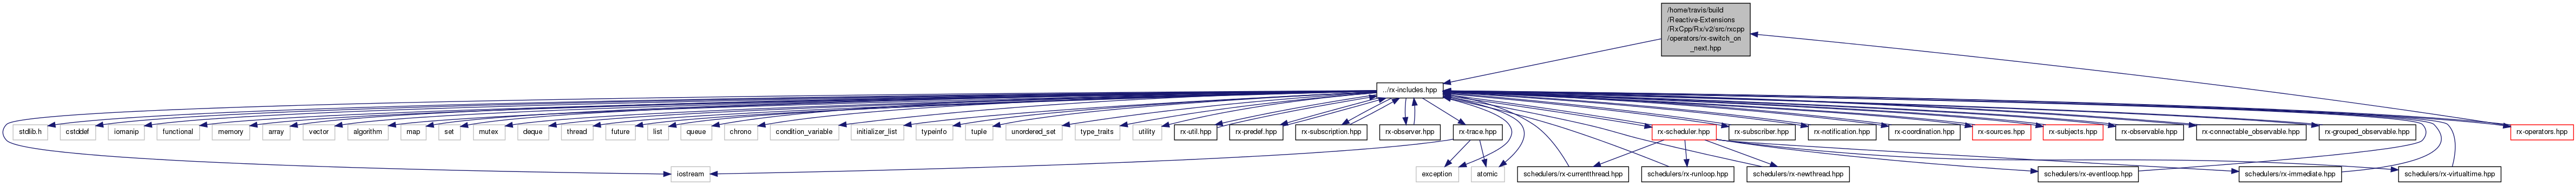 /home/travis/build
/Reactive-Extensions
/RxCpp/Rx/v2/src/rxcpp
/operators/rx-switch_on
_next.hpp
../rx-includes.hpp
stdlib.h
cstddef
iomanip
functional
memory
array
vector
algorithm
map
set
mutex
deque
thread
future
list
queue
chrono
condition_variable
initializer_list
typeinfo
tuple
unordered_set
type_traits
utility
rx-util.hpp
rx-predef.hpp
rx-subscription.hpp
rx-observer.hpp
rx-trace.hpp
rx-scheduler.hpp
rx-subscriber.hpp
rx-notification.hpp
rx-coordination.hpp
rx-sources.hpp
rx-subjects.hpp
rx-observable.hpp
rx-connectable_observable.hpp
rx-grouped_observable.hpp
rx-operators.hpp
iostream
exception
atomic
schedulers/rx-currentthread.hpp
schedulers/rx-runloop.hpp
schedulers/rx-newthread.hpp
schedulers/rx-eventloop.hpp
schedulers/rx-immediate.hpp
schedulers/rx-virtualtime.hpp